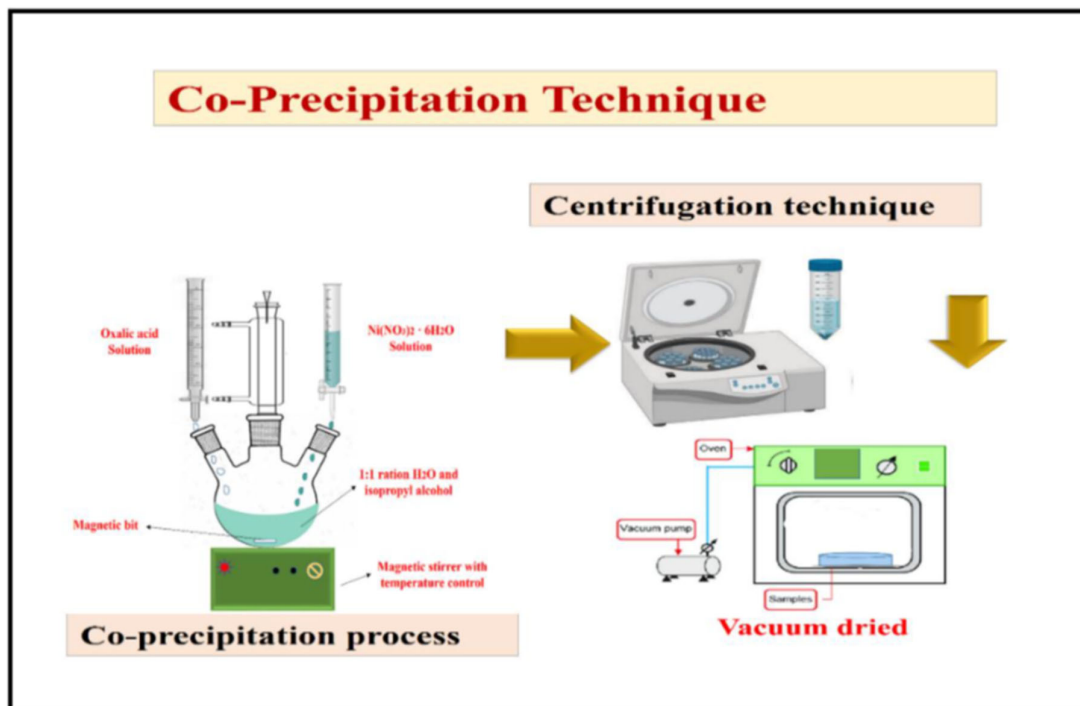 Co-Precipitation Technique
Centrifugation technique
Oxalic acid
Solution
Ni(NO3)2 · 6H2O
Solution
1:1 ration H2O and
isopropyl alcohol
Magnetic bit
Magnetic stirrer with
temperature control
Co-precipitation process
Oven
Vacuum pump
Samples
Vacuum dried